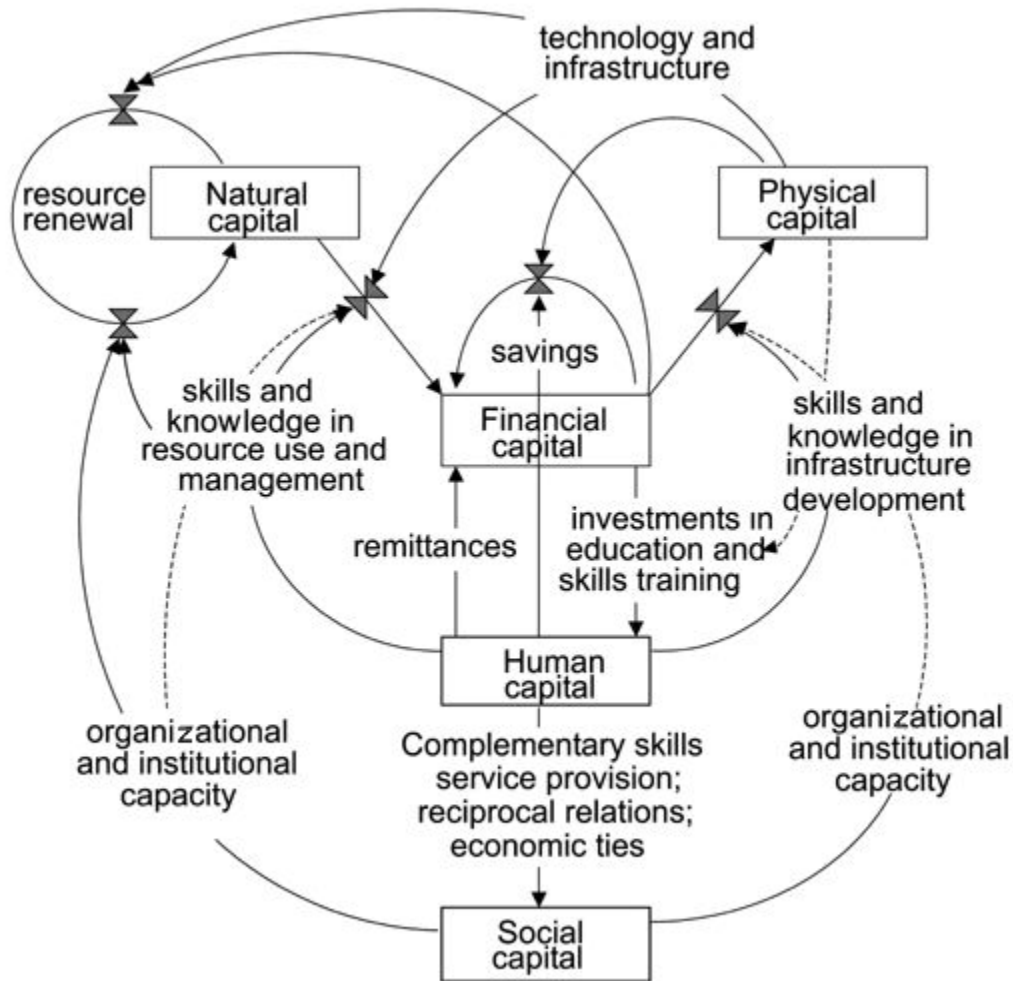 technology and
infrastructure
resource
renewal
Natural
capital
Physical
capital
savings
skills and
knowledge in
resource use and
management
Financial
capital
skills and
knowledge in
infrastructure
development
remittances
investments in
education and
skills training
Human
capital
organizational
and institutional
capacity
Complementary skills
service provision;
reciprocal relations;
economic ties
organizational
and institutional
capacity
Social
capital